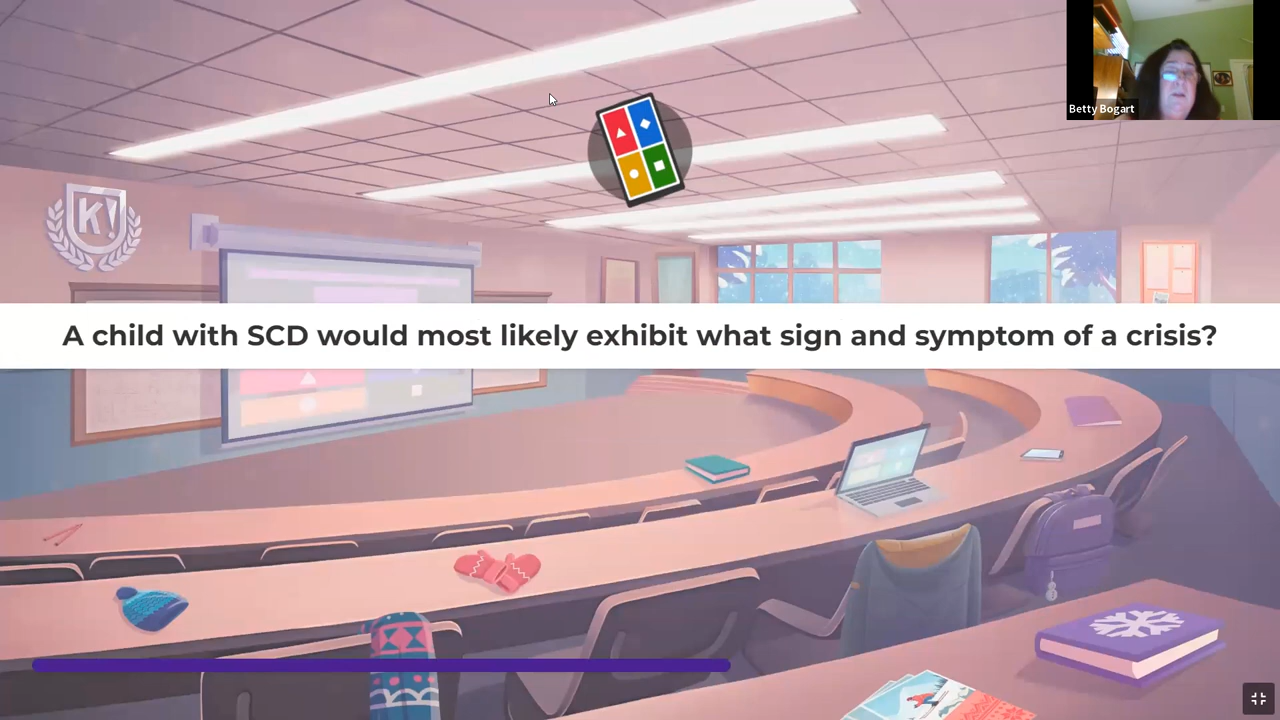 Betty Bogart
K!
A child with SCD would most likely exhibit what sign and symptom of a crisis?